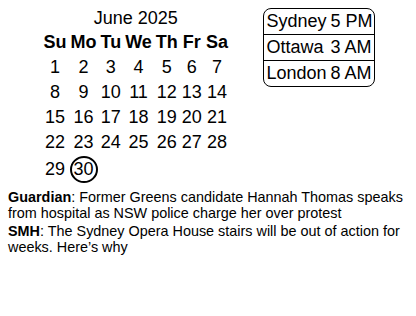 June 2025
Su Mo Tu We Th Fr Sa
1 2 3 4 5 6 7
8 9 10 11 12 13 14
15 16 17 18 19 20 21
22 23 24 25 26 27 28
29 30
Sydney 5 PM
Ottawa 3 AM
London 8 AM
Guardian: Former Greens candidate Hannah Thomas speaks
from hospital as NSW police charge her over protest
SMH: The Sydney Opera House stairs will be out of action for
weeks. Here’s why